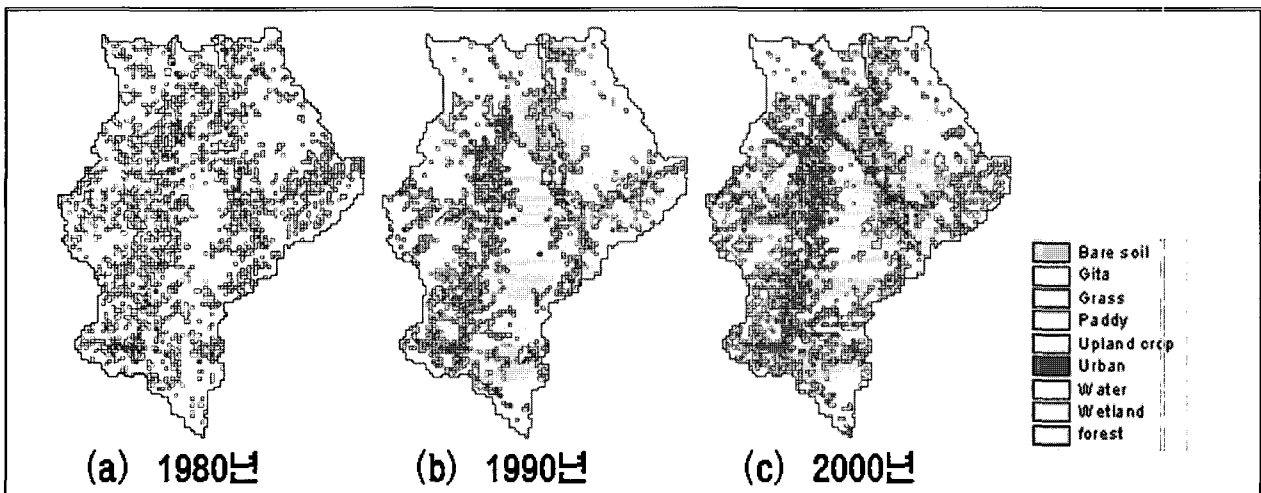 Bare soil
Gita
Grass
Paddy
Upland crop
Urban
Water
Wetland
forest
(a) 1980년
(b) 1990년
(c) 2000년